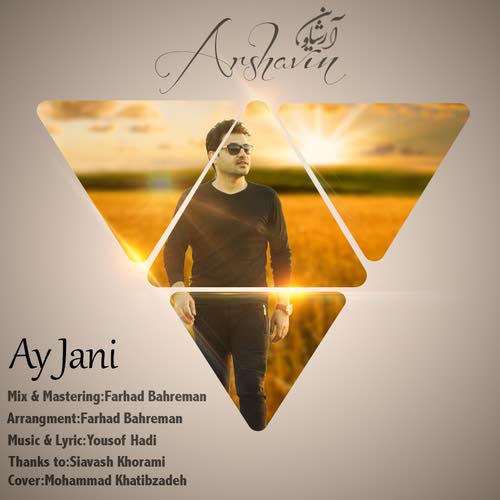 آرشاوین
Arshavin
Ay Jani
Mix & Mastering:Farhad Bahreman
Arrangment:Farhad Bahreman
Music & Lyric:Yousof Hadi
Thanks to:Siavash Khorami
Cover:Mohammad Khatibzadeh